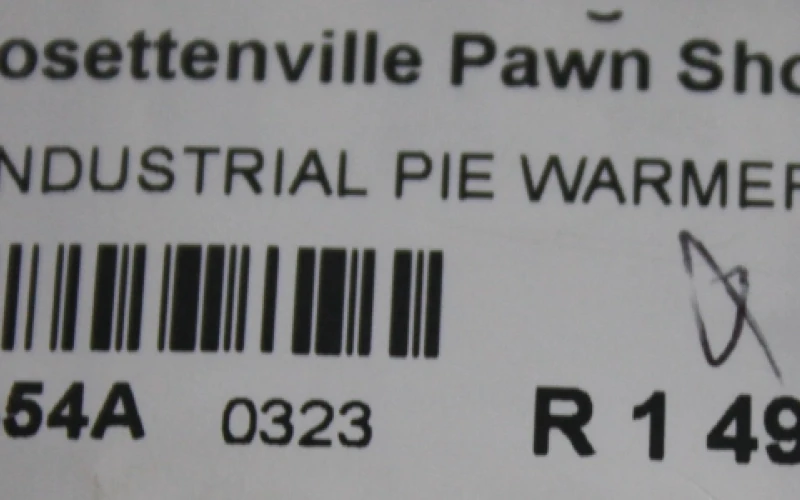 osettenville Pawn Sho
NDUSTRIAL PIE WARMER
54A 0323 R 1 49